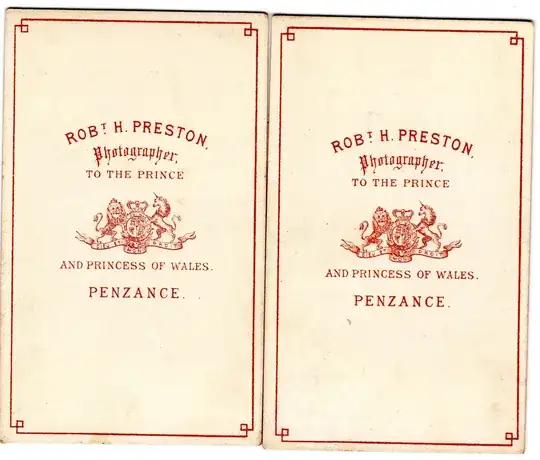 ROBT H. PRESTON,
Photographer,
TO THE PRINCE
AND PRINCESS OF WALES.
PENZANCE.
ROBT H. PRESTON,
Photographer,
TO THE PRINCE
AND PRINCESS OF WALES.
PENZANCE.